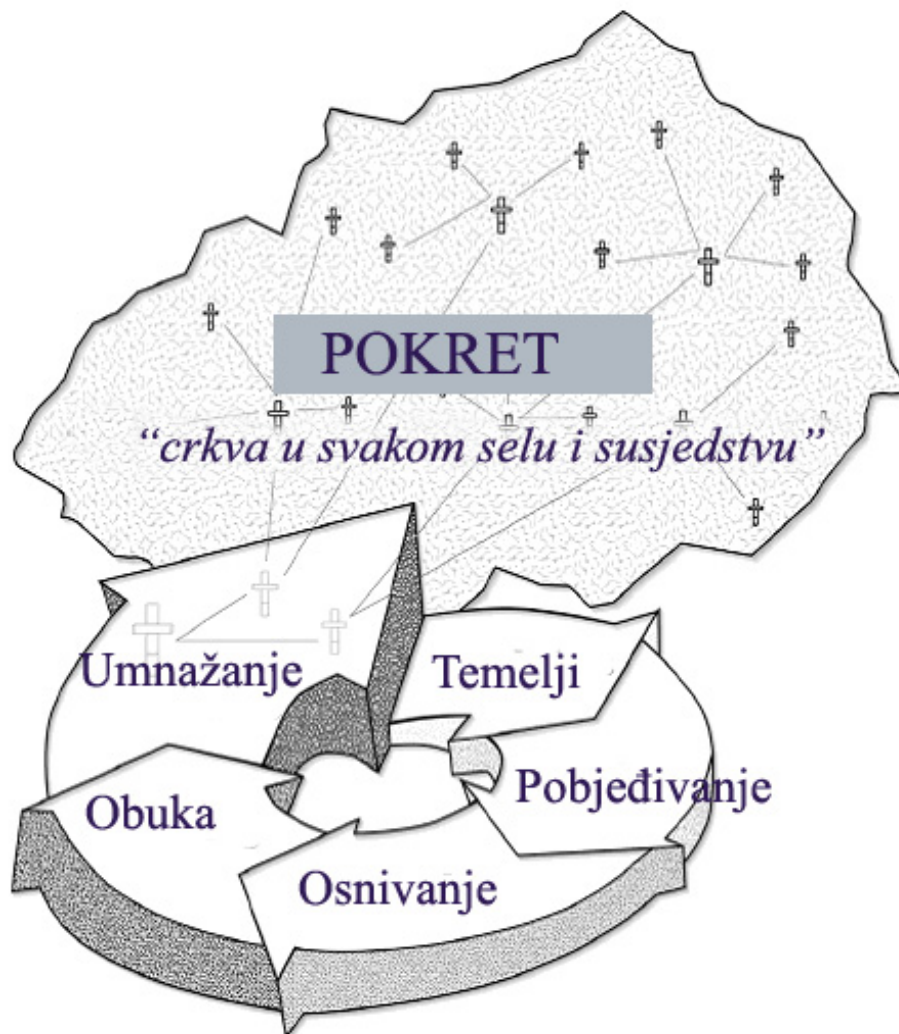 POKRET
“crkva u svakom selu i susjedstvu”
Umnažanje
Temelji
Pobjeđivanje
Obuka
Osnivanje